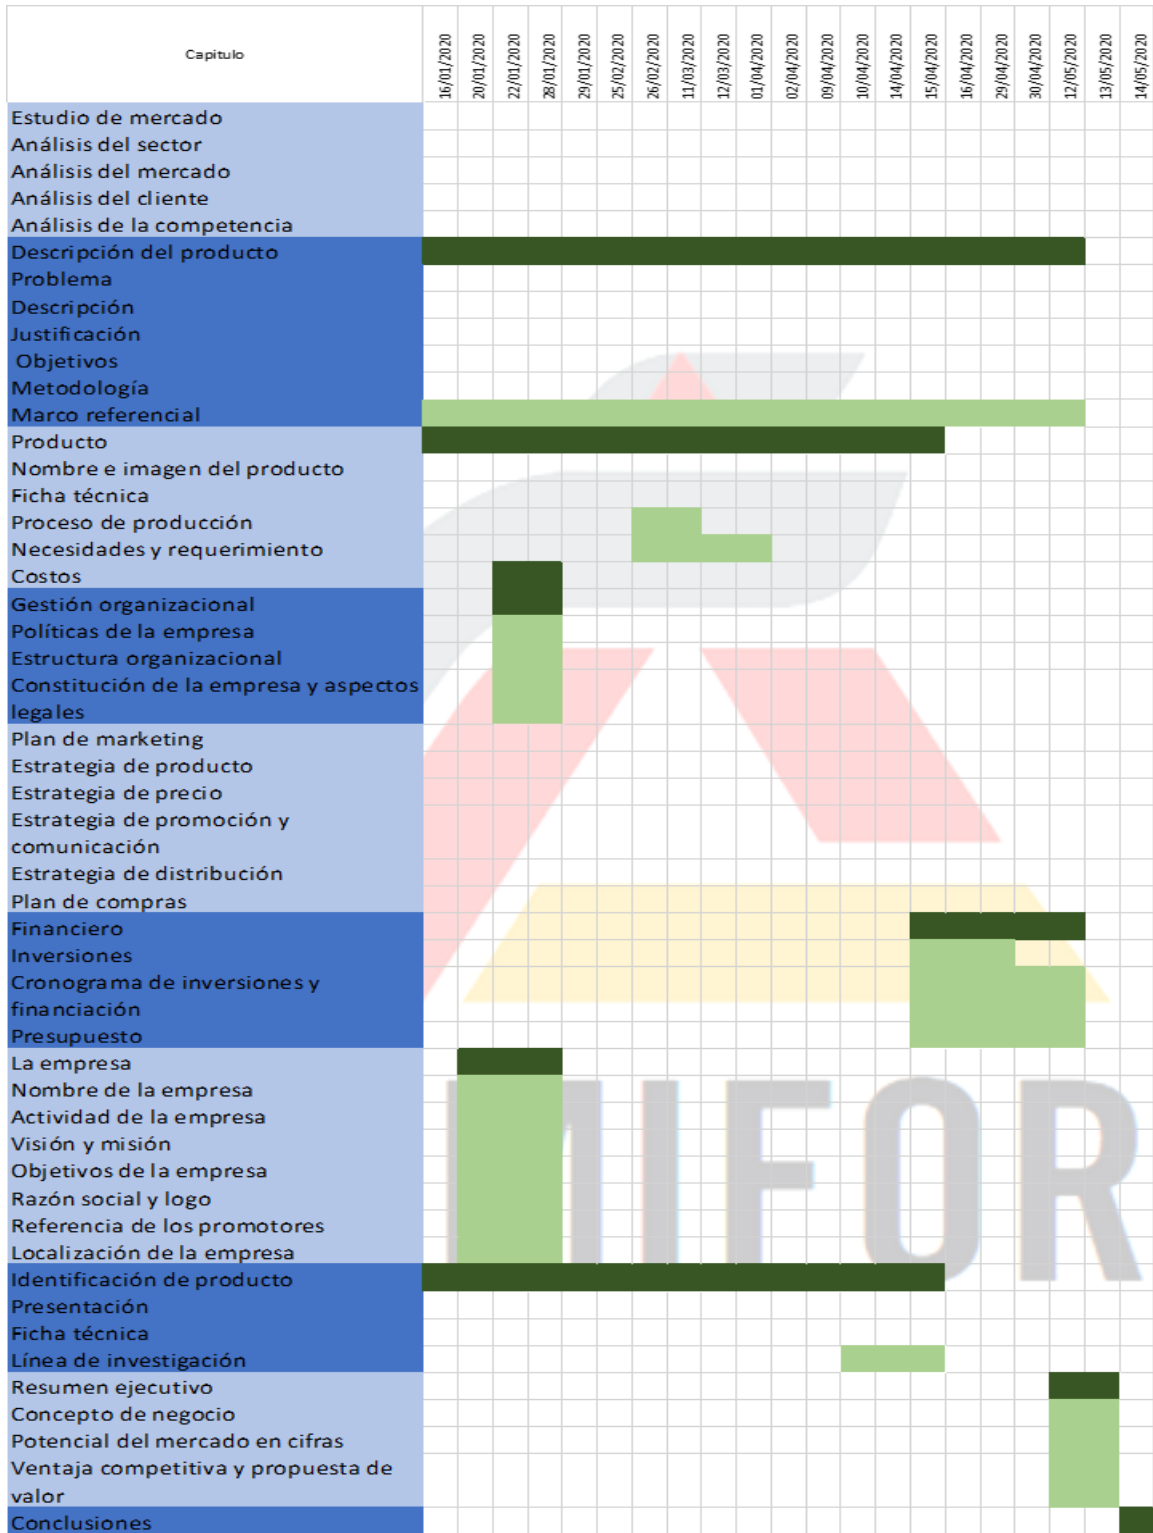 Capitulo
16/01/2020
20/01/2020
22/01/2020
28/01/2020
29/01/2020
25/02/2020
26/02/2020
11/03/2020
12/03/2020
01/04/2020
02/04/2020
09/04/2020
10/04/2020
14/04/2020
15/04/2020
16/04/2020
29/04/2020
30/04/2020
12/05/2020
13/05/2020
14/05/2020
Estudio de mercado
Análisis del sector
Análisis del mercado
Análisis del cliente
Análisis de la competencia
Descripción del producto
Problema
Descripción
Justificación
Objetivos
Metodología
Marco referencial
Producto
Nombre e imagen del producto
Ficha técnica
Proceso de producción
Necesidades y requerimiento
Costos
Gestión organizacional
Políticas de la empresa
Estructura organizacional
Constitución de la empresa y aspectos
legales
Plan de marketing
Estrategia de producto
Estrategia de precio
Estrategia de promoción y
comunicación
Estrategia de distribución
Plan de compras
Financiero
Inversiones
Cronograma de inversiones y
financiación
Presupuesto
La empresa
Nombre de la empresa
Actividad de la empresa
Visión y misión
Objetivos de la empresa
Razón social y logo
Referencia de los promotores
Localización de la empresa
Identificación de producto
Presentación
Ficha técnica
Línea de investigación
Resumen ejecutivo
Concepto de negocio
Potencial del mercado en cifras
Ventaja competitiva y propuesta de
valor
Conclusiones
MIFOR